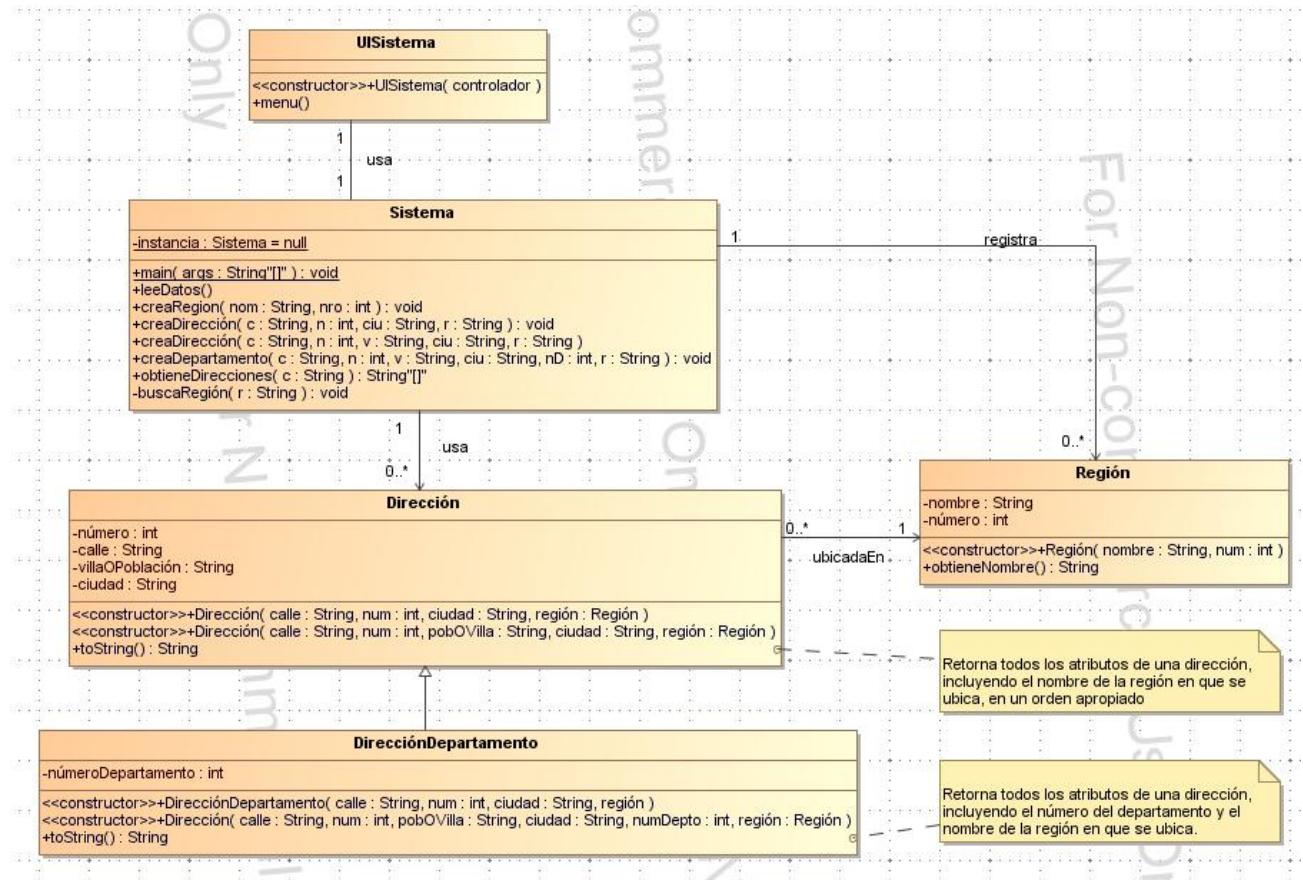 UISistema
<<constructor>>+UISistema( controlador )
+menu()
1
usa
1
Sistema
-instancia : Sistema = null
+main( args : String"[]" ) : void
+leeDatos()
+creaRegion( nom : String, nro : int ) : void
+creaDirección( c : String, n : int, ciu : String, r : String ) : void
+creaDirección( c : String, n : int, v : String, ciu : String, r : String )
+creaDepartamento( c : String, n : int, v : String, ciu : String, nD : int, r : String ) : void
+obtieneDirecciones( c : String ) : String"[]"
-buscaRegión( r : String ) : void
1
registra
0..*
1
usa
0..*
Dirección
-número : int
-calle : String
-villaOPoblación : String
-ciudad : String
<<constructor>>+Dirección( calle : String, num : int, ciudad : String, región : Región )
<<constructor>>+Dirección( calle : String, num : int, pobOVilla : String, ciudad : String, región : Región )
+toString() : String
0..*
1
ubicadaEn
Región
-nombre : String
-número : int
<<constructor>>+Región( nombre : String, num : int )
+obtieneNombre() : String
Retorna todos los atributos de una dirección,
incluyendo el nombre de la región en que se
ubica, en un orden apropiado
DirecciónDepartamento
-númeroDepartamento : int
<<constructor>>+DirecciónDepartamento( calle : String, num : int, ciudad : String, región )
<<constructor>>+Dirección( calle : String, num : int, pobOVilla : String, ciudad : String, numDepto : int, región : Región )
+toString() : String
Retorna todos los atributos de una dirección,
incluyendo el número del departamento y el
nombre de la región en que se ubica.
Only
For Non-com